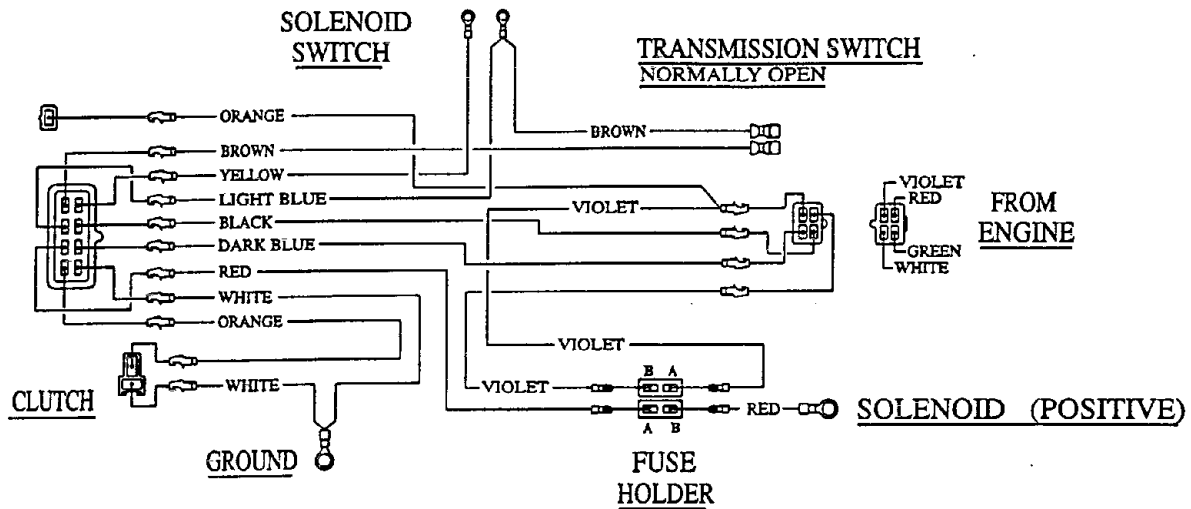 SOLENOID
SWITCH
TRANSMISSION SWITCH
NORMALLY OPEN
ORANGE
BROWN
BROWN
YELLOW
LIGHT BLUE
VIOLET
BLACK
DARK BLUE
RED
WHITE
ORANGE
VIOLET
RED
GREEN
WHITE
FROM
ENGINE
VIOLET
B A
WHITE
VIOLET
RED
A B
CLUTCH
GROUND
SOLENOID (POSITIVE)
FUSE
HOLDER